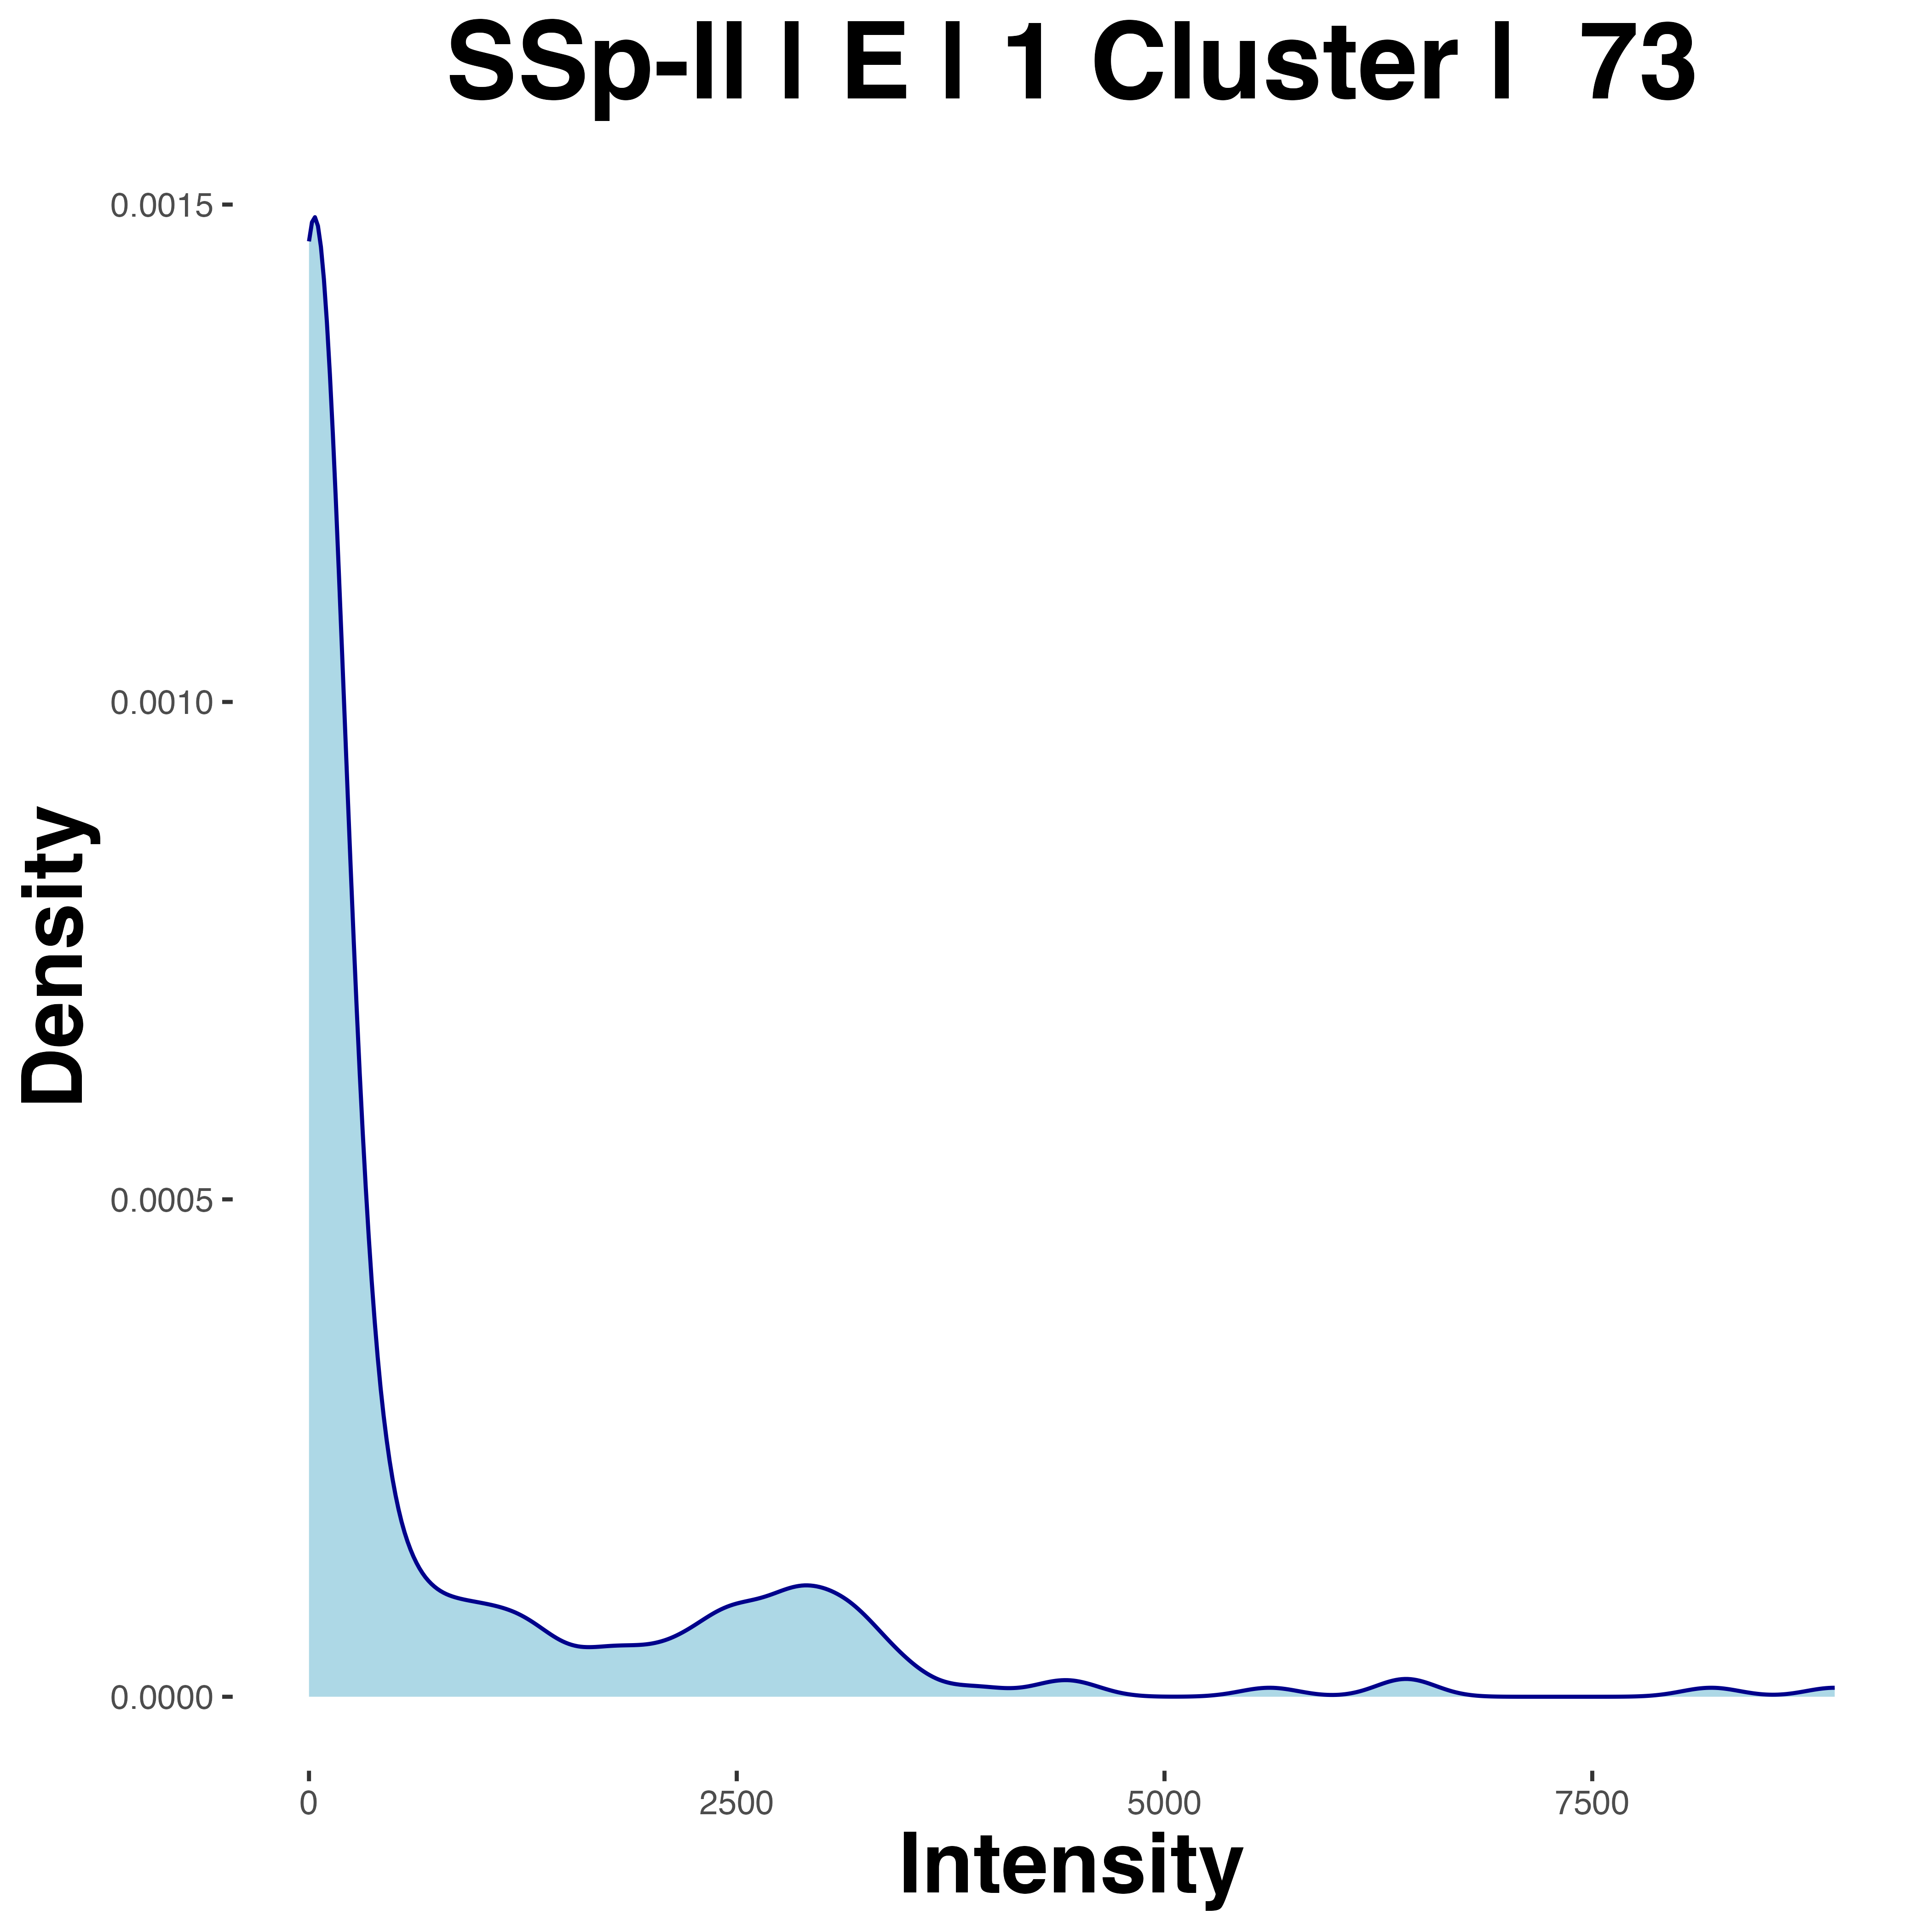 SSp-ll | E | 1 Cluster |  73
0.0015
0.0010
0.0005
0.0000
Density
0 2500 5000 7500
Intensity